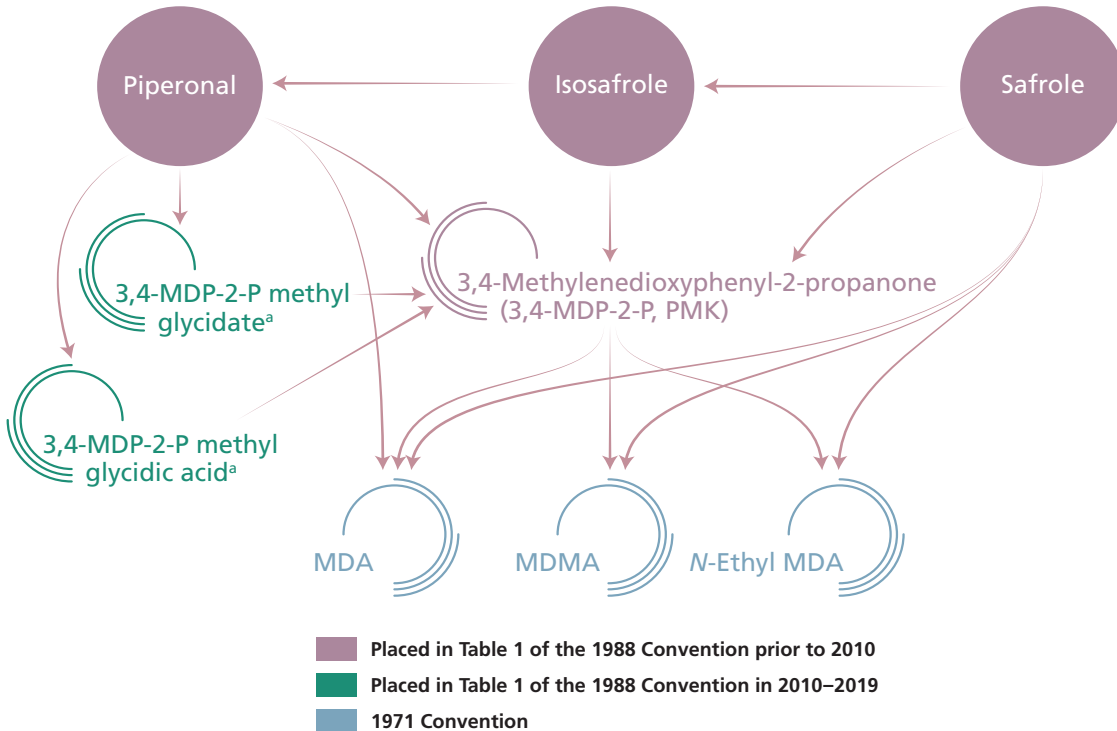 Piperonal
Isosafrole
Safrole
3,4-MDP-2-P methyl
glycidateᵃ
3,4-Methylenedioxyphenyl-2-propanone
(3,4-MDP-2-P, PMK)
3,4-MDP-2-P methyl
glycidic acidᵃ
MDA
MDMA
N-Ethyl MDA
Placed in Table 1 of the 1988 Convention prior to 2010
Placed in Table 1 of the 1988 Convention in 2010–2019
1971 Convention